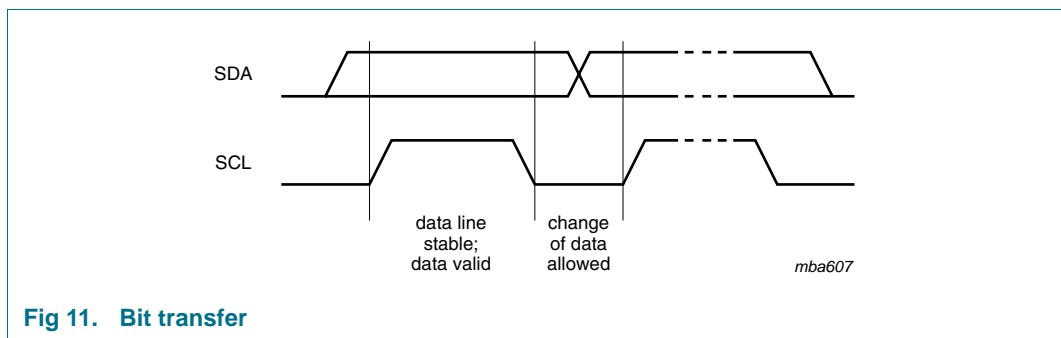 SDA
SCL
data line
stable;
data valid
change
of data
allowed
mba607
Fig 11. Bit transfer